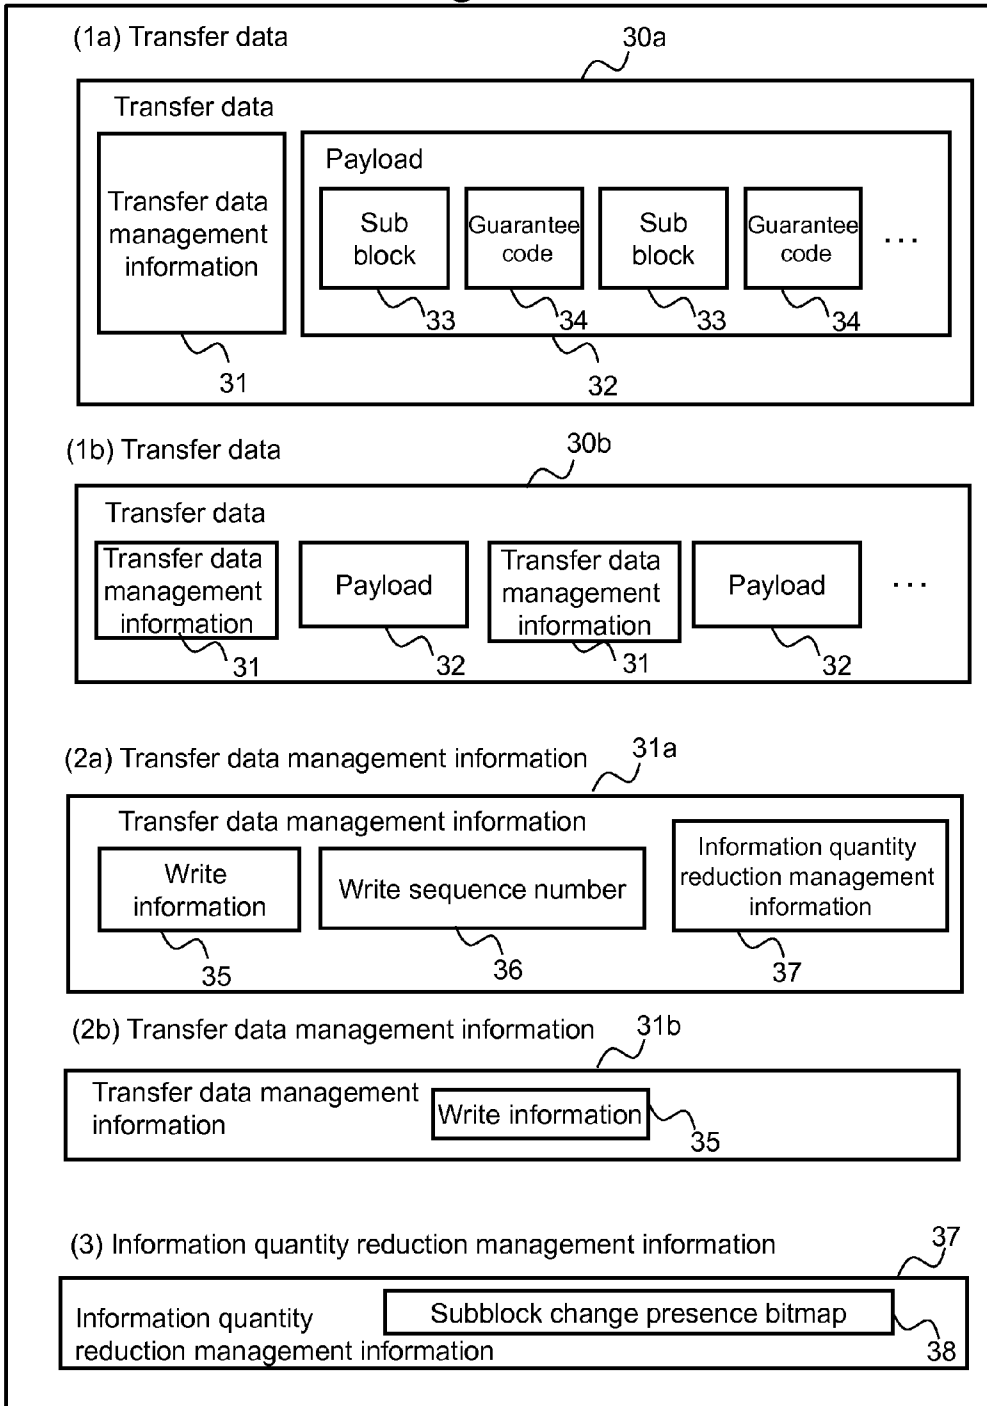 (1a) Transfer data
30a
Transfer data
Transfer data
management
information
31
Payload
Sub
block
33
Guarantee
code
34
Sub
block
33
Guarantee
code
34
...
32
(1b) Transfer data
30b
Transfer data
Transfer data
management
information
31
Payload
32
Transfer data
management
information
31
Payload
32
...
(2a) Transfer data management information
31a
Transfer data management information
Write
information
35
Write sequence number
36
Information quantity
reduction management
information
37
(2b) Transfer data management information
31b
Transfer data management
information
Write information
35
(3) Information quantity reduction management information
37
Information quantity
reduction management information
Subblock change presence bitmap
38